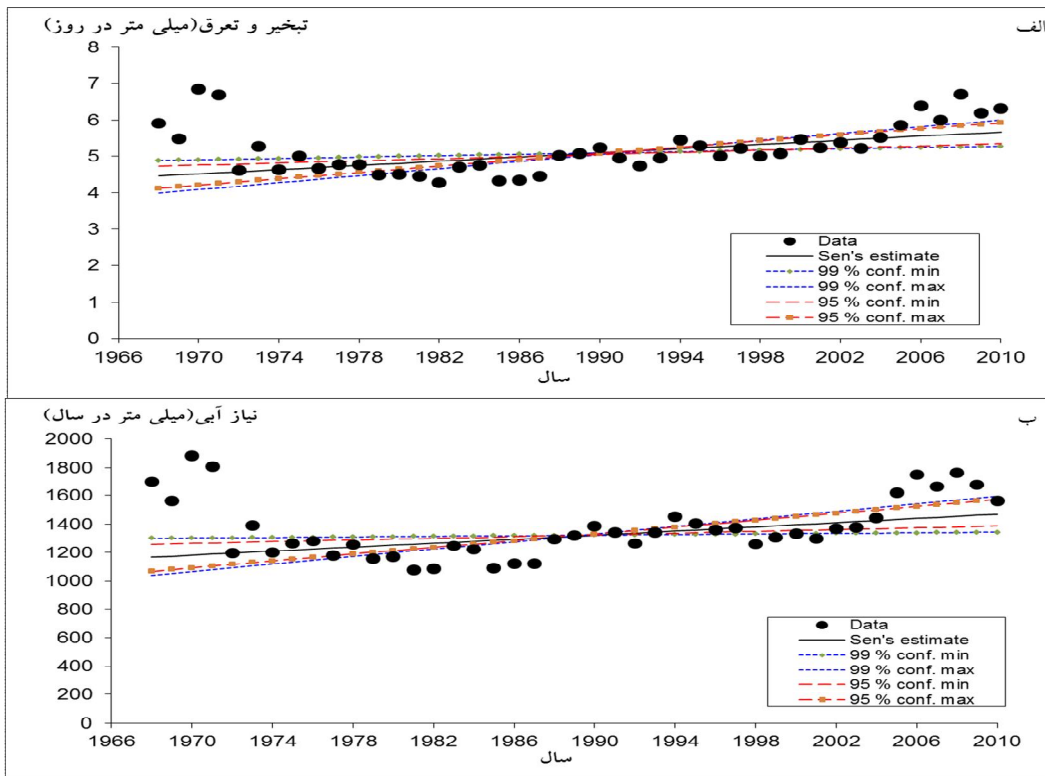 تبخیر و تعرق(میلی متر در روز)
الف
8
7
6
5
4
3
2
1
0
1966 1970 1974 1978 1982 1986 1990 1994 1998 2002 2006 2010
سال
Data
Sen's estimate
99 % conf. min
99 % conf. max
95 % conf. min
95 % conf. max
نیاز آبی(میلی متر در سال)
ب
2000
1800
1600
1400
1200
1000
800
600
400
200
0
1966 1970 1974 1978 1982 1986 1990 1994 1998 2002 2006 2010
سال
Data
Sen's estimate
99 % conf. min
99 % conf. max
95 % conf. min
95 % conf. max